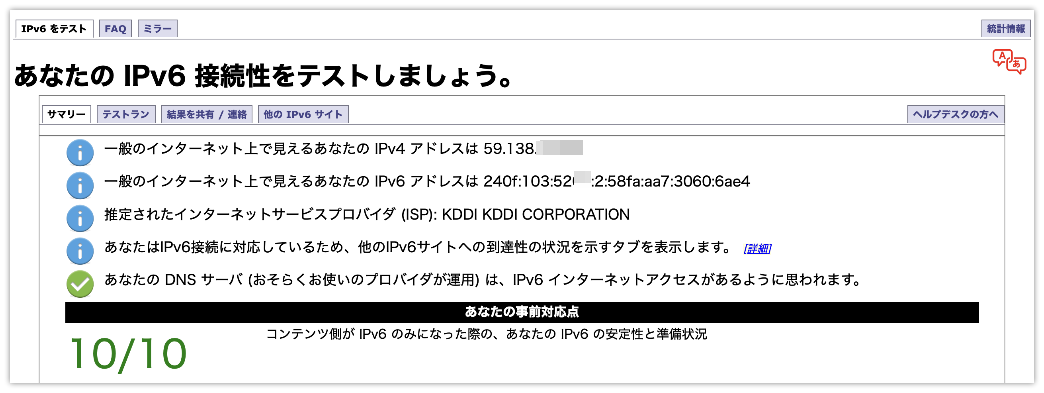 IPv6 をテスト FAQ ミラー 統計情報
あなたの IPv6 接続性をテストしましょう。
サマリー テストラン 結果を共有 / 連絡 他の IPv6 サイト ヘルプデスクの方へ
一般のインターネット上で見えるあなたの IPv4 アドレスは 59.138.
一般のインターネット上で見えるあなたの IPv6 アドレスは 240f:103:52 :2:58fa:aa7:3060:6ae4
推定されたインターネットサービスプロバイダ (ISP): KDDI KDDI CORPORATION
あなたはIPv6接続に対応しているため、他のIPv6サイトへの到達性の状況を示すタブを表示します。 [詳細]
あなたの DNS サーバ (おそらくお使いのプロバイダが運用) は、IPv6 インターネットアクセスがあるように思われます。
あなたの事前対応点
コンテンツ側が IPv6 のみになった際の、あなたの IPv6 の安定性と準備状況
10/10